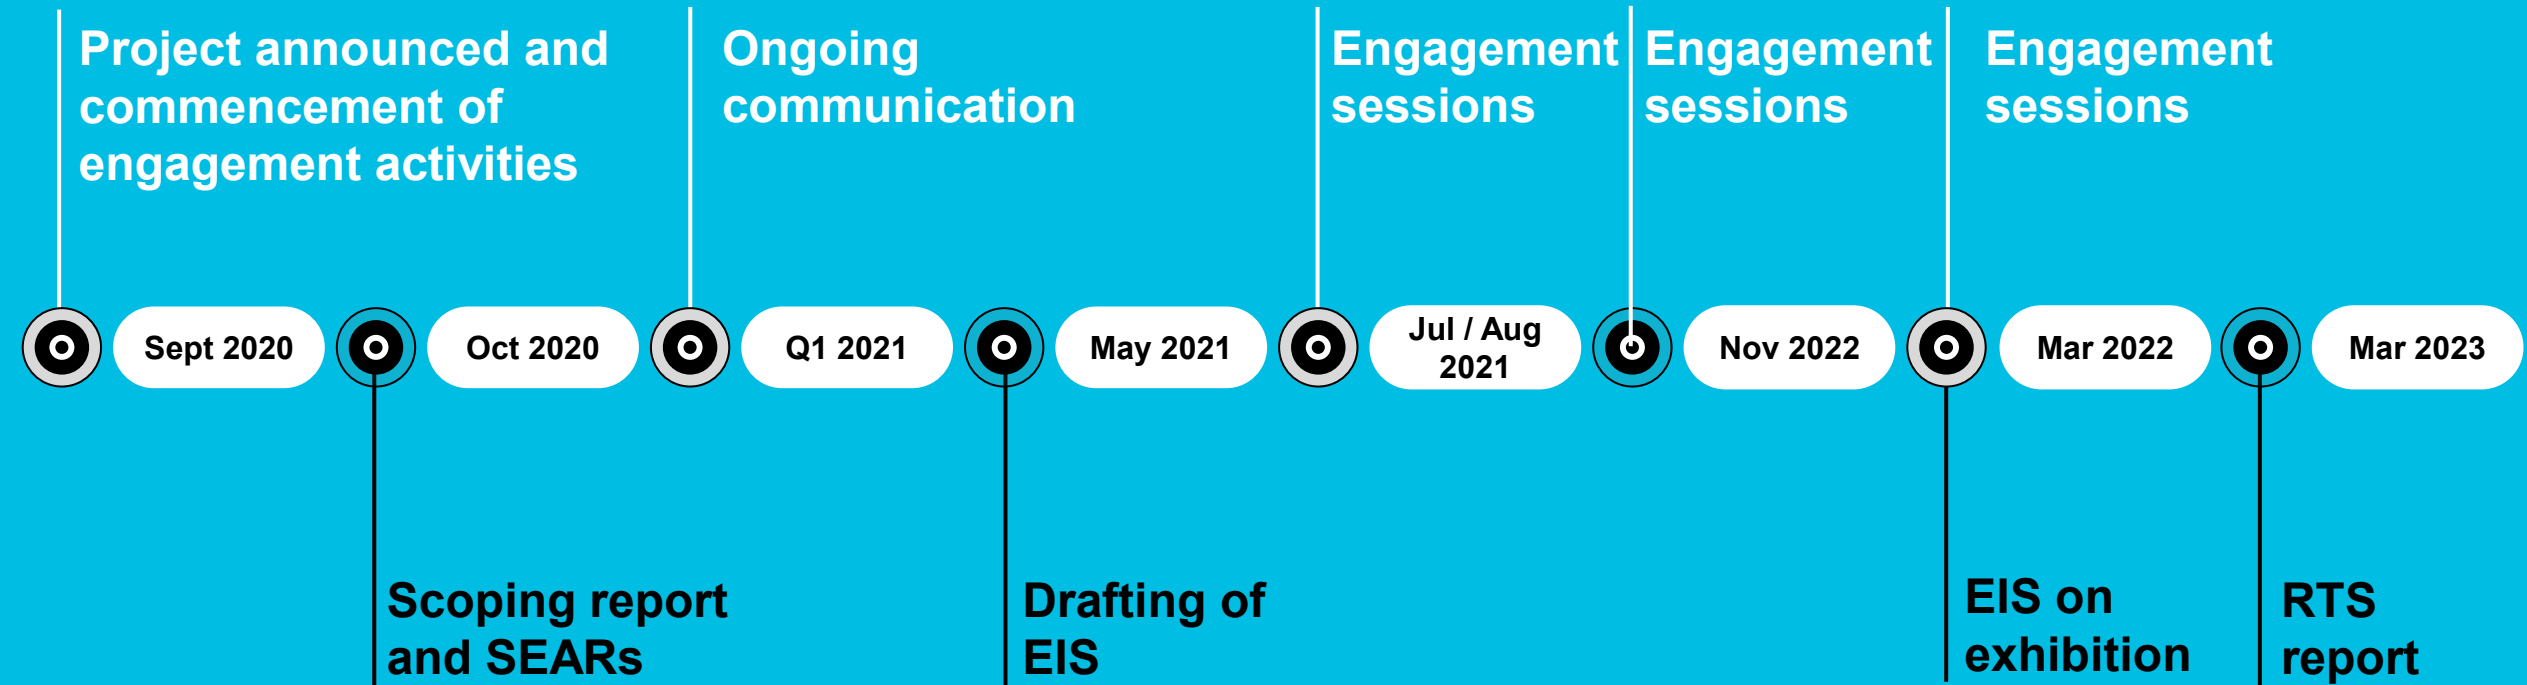 Project announced and
commencement of
engagement activities
Ongoing
communication
Engagement
sessions
Engagement
sessions
Engagement
sessions
Sept 2020
Oct 2020
Q1 2021
May 2021
Jul / Aug
2021
Nov 2022
Mar 2022
Mar 2023
Scoping report
and SEARs
Drafting of
EIS
EIS on
exhibition
RTS
report